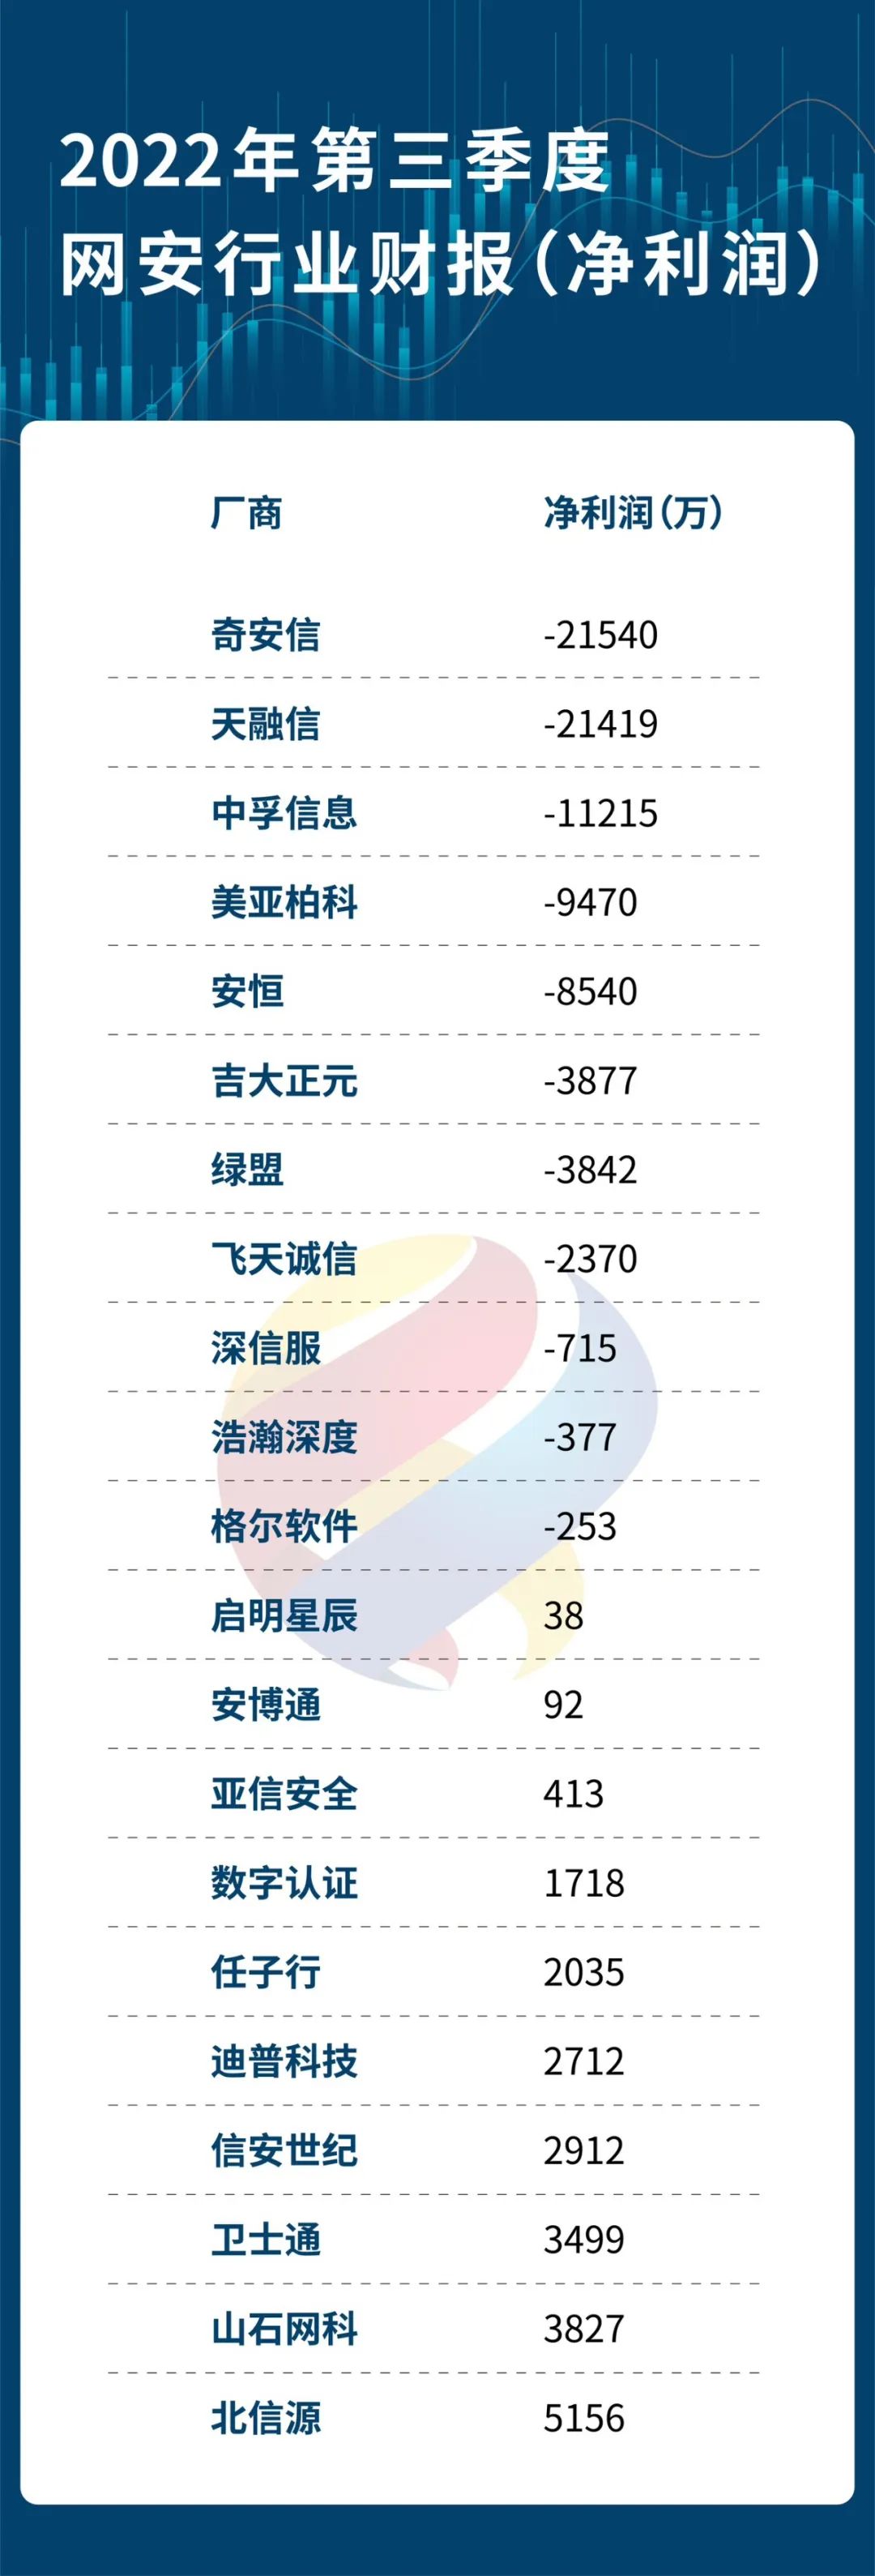 2022年第三季度
网安行业财报(净利润)
厂商 净利润(万)
奇安信 -21540
天融信 -21419
中孚信息 -11215
美亚柏科 -9470
安恒 -8540
吉大正元 -3877
绿盟 -3842
飞天诚信 -2370
深信服 -715
浩瀚深度 -377
格尔软件 -253
启明星辰 38
安博通 92
亚信安全 413
数字认证 1718
任子行 2035
迪普科技 2712
信安世纪 2912
卫士通 3499
山石网科 3827
北信源 5156